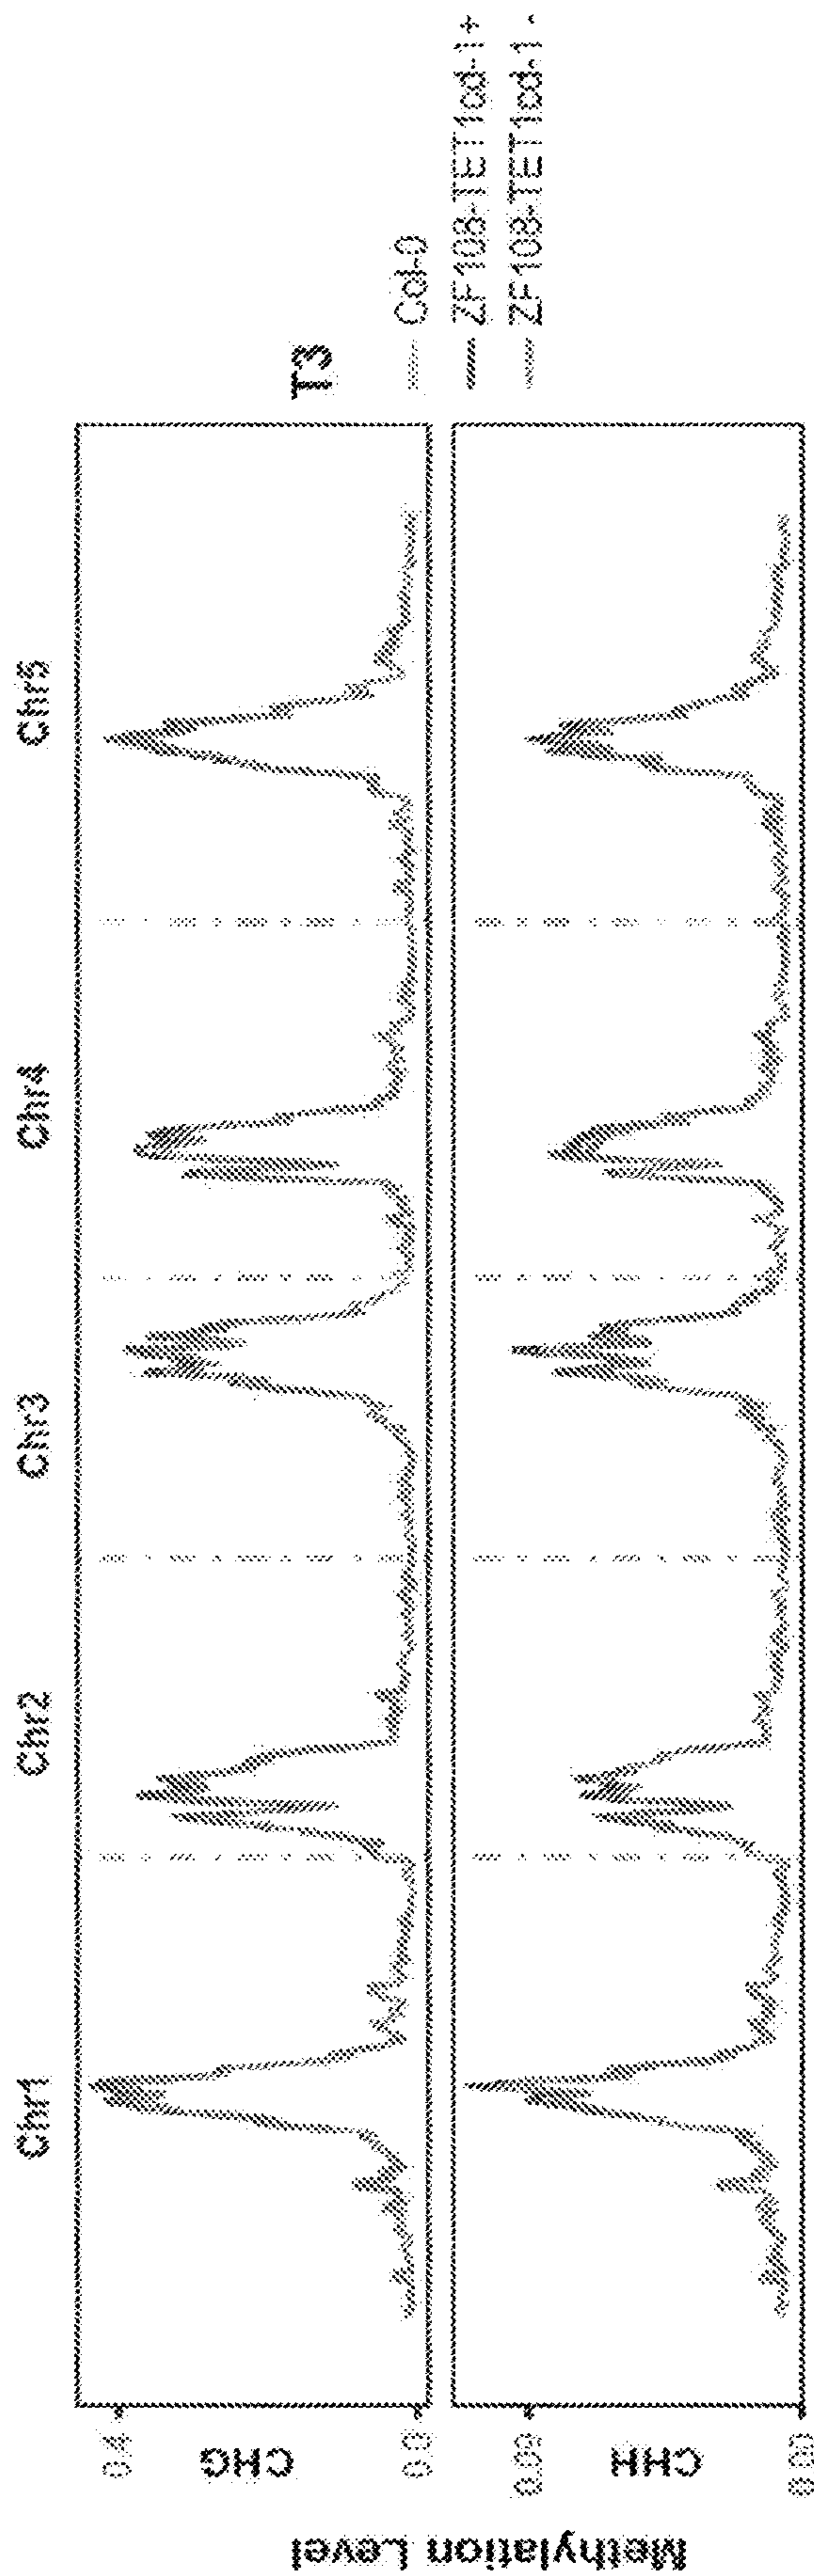 Chr1 Chr2 Chr3 Chr4 Chr5
Methylation Level
CHG
0.4
0.0
CHH
0.09
0.00
T3
Col-0
ZF108-TET1cd-1+
ZF108-TET1cd-1 -